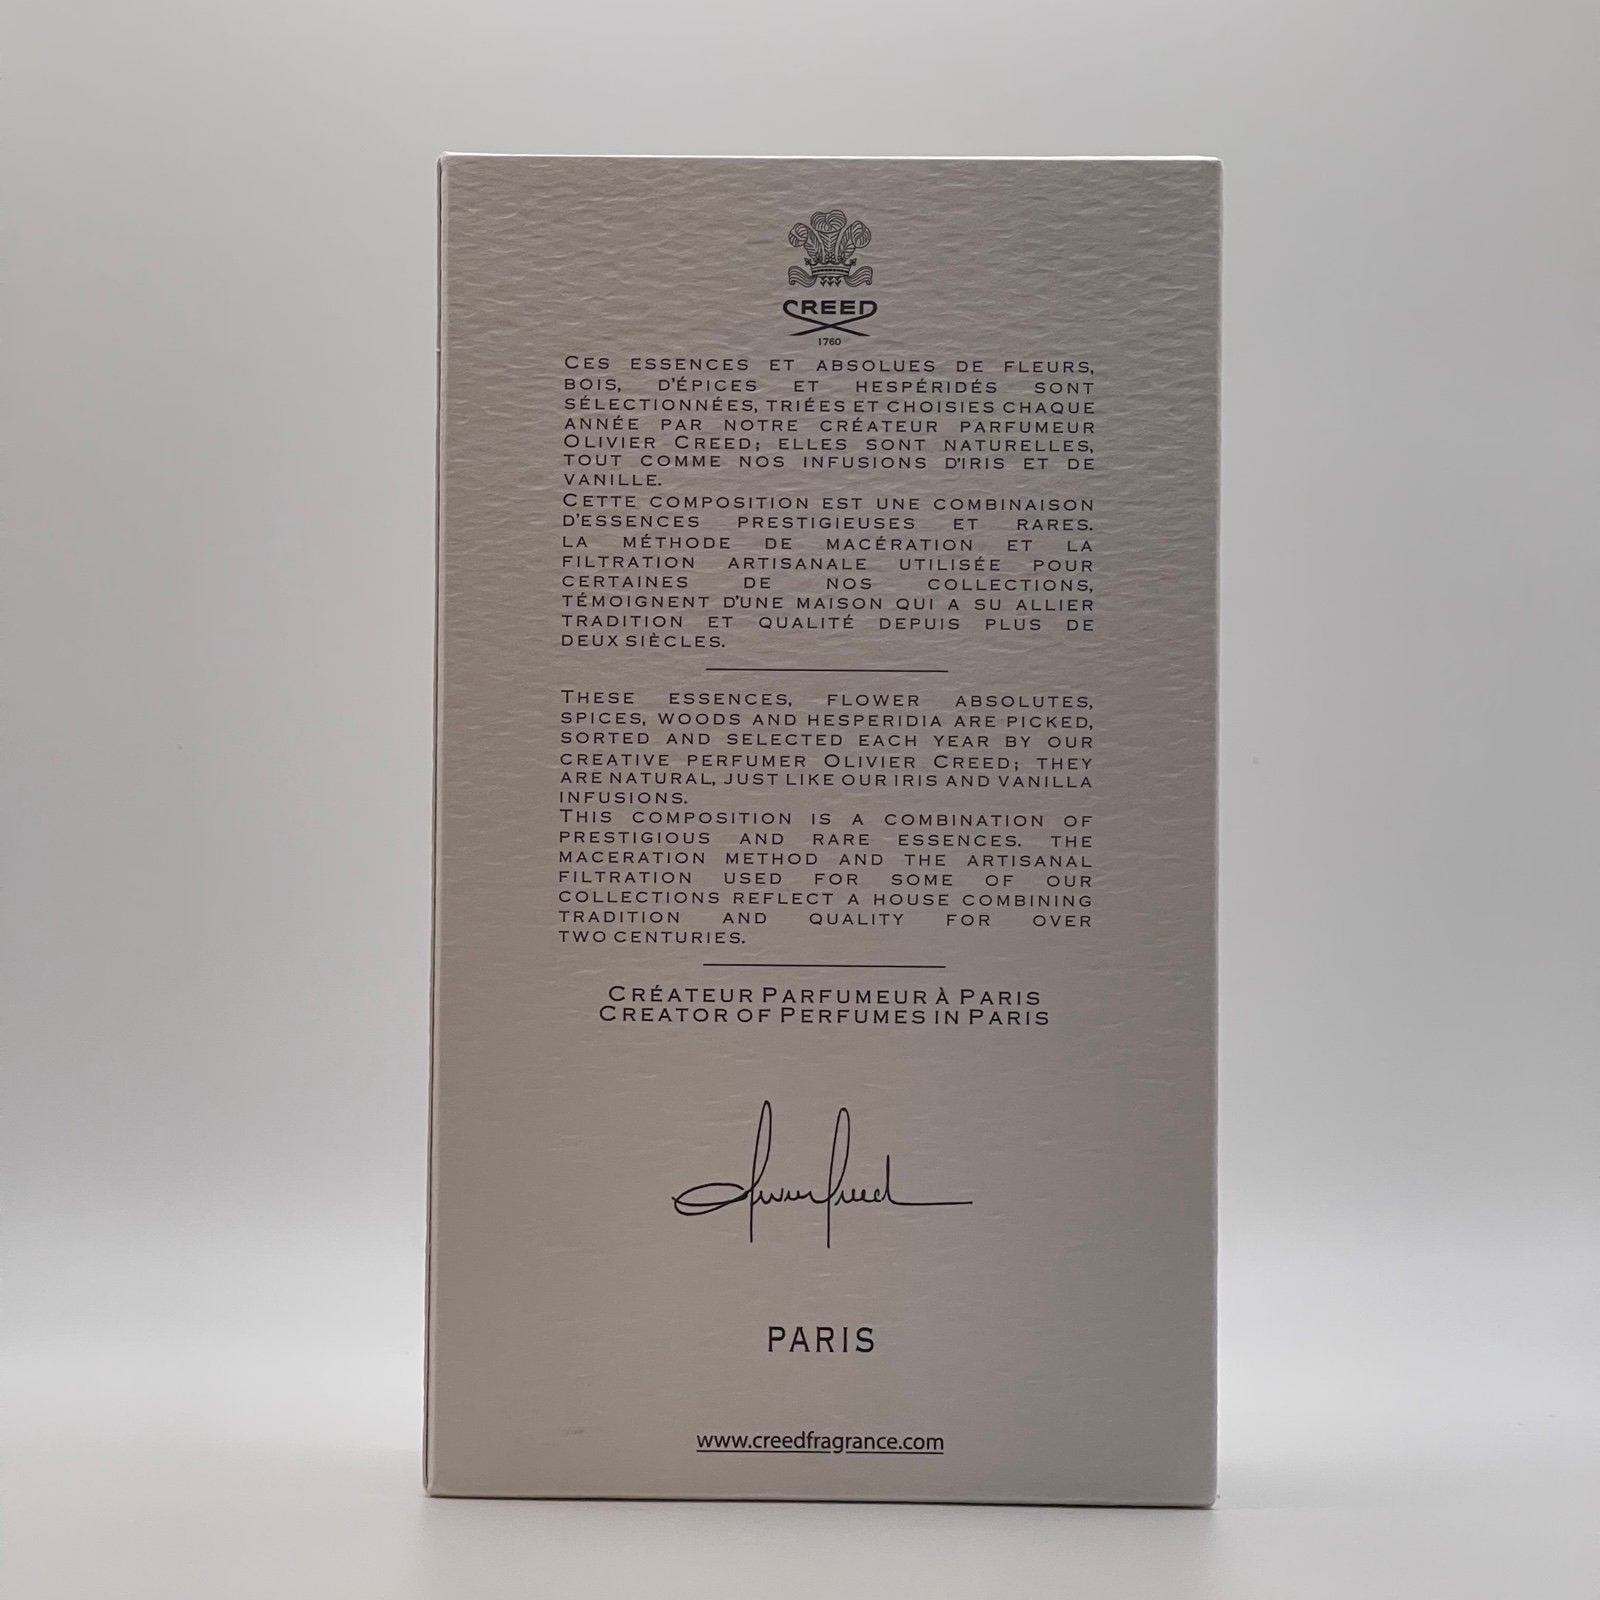 CREED
1760
CES ESSENCES ET ABSOLUES DE FLEURS,
BOIS, D'ÉPICES ET HESPÉRIDÉS SONT
SÉLECTIONNÉES, TRIÉES ET CHOISIES CHAQUE
ANNÉE PAR NOTRE CRÉATEUR PARFUMEUR
OLIVIER CREED; ELLES SONT NATURELLES,
TOUT COMME NOS INFUSIONS D'IRIS ET DE
VANILLE.
CETTE COMPOSITION EST UNE COMBINAISON
D'ESSENCES PRESTIGIEUSES ET RARES.
LA MÉTHODE DE MACÉRATION ET LA
FILTRATION ARTISANALE UTILISÉE POUR
CERTAINES DE NOS COLLECTIONS,
TÉMOIGNENT D'UNE MAISON QUI A SU ALLIER
TRADITION ET QUALITÉ DEPUIS PLUS DE
DEUX SIÈCLES.
THESE ESSENCES, FLOWER ABSOLUTES,
SPICES, WOODS AND HESPERIDIA ARE PICKED,
SORTED AND SELECTED EACH YEAR BY OUR
CREATIVE PERFUMER OLIVIER CREED; THEY
ARE NATURAL, JUST LIKE OUR IRIS AND VANILLA
INFUSIONS.
THIS COMPOSITION IS A COMBINATION OF
PRESTIGIOUS AND RARE ESSENCES. THE
MACERATION METHOD AND THE ARTISANAL
FILTRATION USED FOR SOME OF OUR
COLLECTIONS REFLECT A HOUSE COMBINING
TRADITION AND QUALITY FOR OVER
TWO CENTURIES.
CRÉATEUR PARFUMEUR À PARIS
CREATOR OF PERFUMES IN PARIS
Olivier Creed
PARIS
www.creedfragrance.com